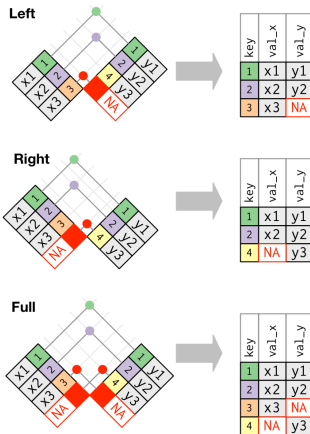 Left
1 x1
2 x2
3 x3
1 y1
2 y2
4 y3
NA
key val_x val_y
1 x1 y1
2 x2 y2
3 x3 NA
Right
1 x1
2 x2
3 x3
NA
1 y1
2 y2
4 y3
key val_x val_y
1 x1 y1
2 x2 y2
4 NA y3
Full
1 x1
2 x2
3 x3
NA
1 y1
2 y2
4 y3
NA
key val_x val_y
1 x1 y1
2 x2 y2
3 x3 NA
4 NA y3